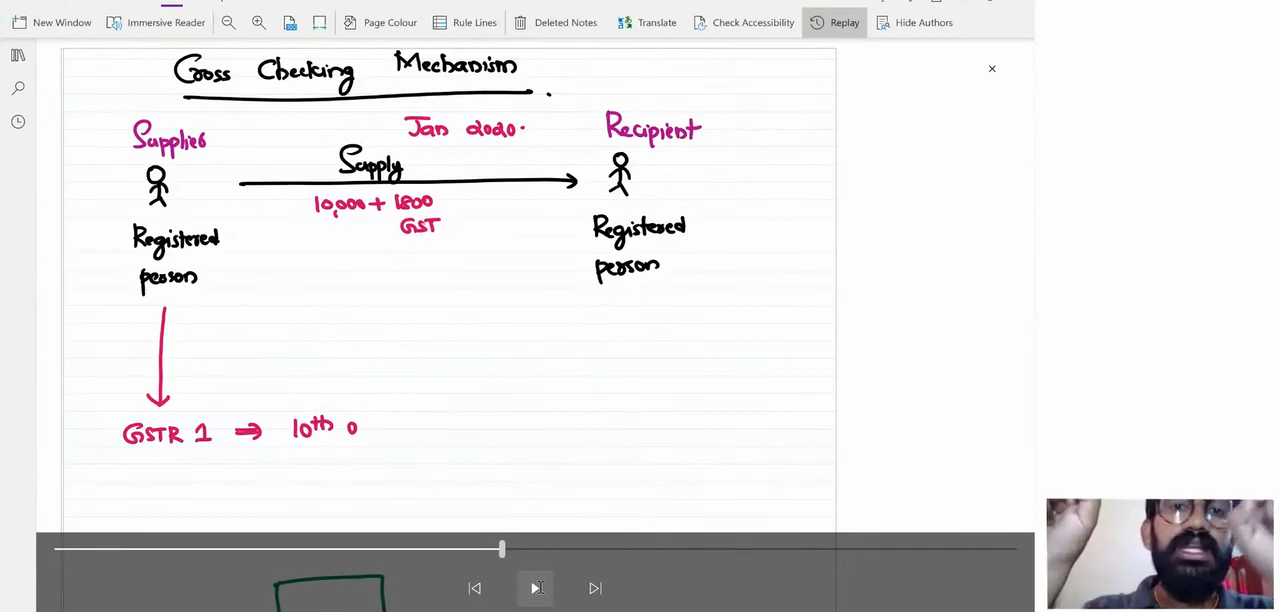 New Window Immersive Reader Page Colour Rule Lines Deleted Notes Translate Check Accessibility Replay Hide Authors
Cross Checking Mechanism
Supplier Jan 2020. Recipient
Supply
10,000 + 1800
GST
Registered Registered
person person
GSTR 1 ⇒ 10th o